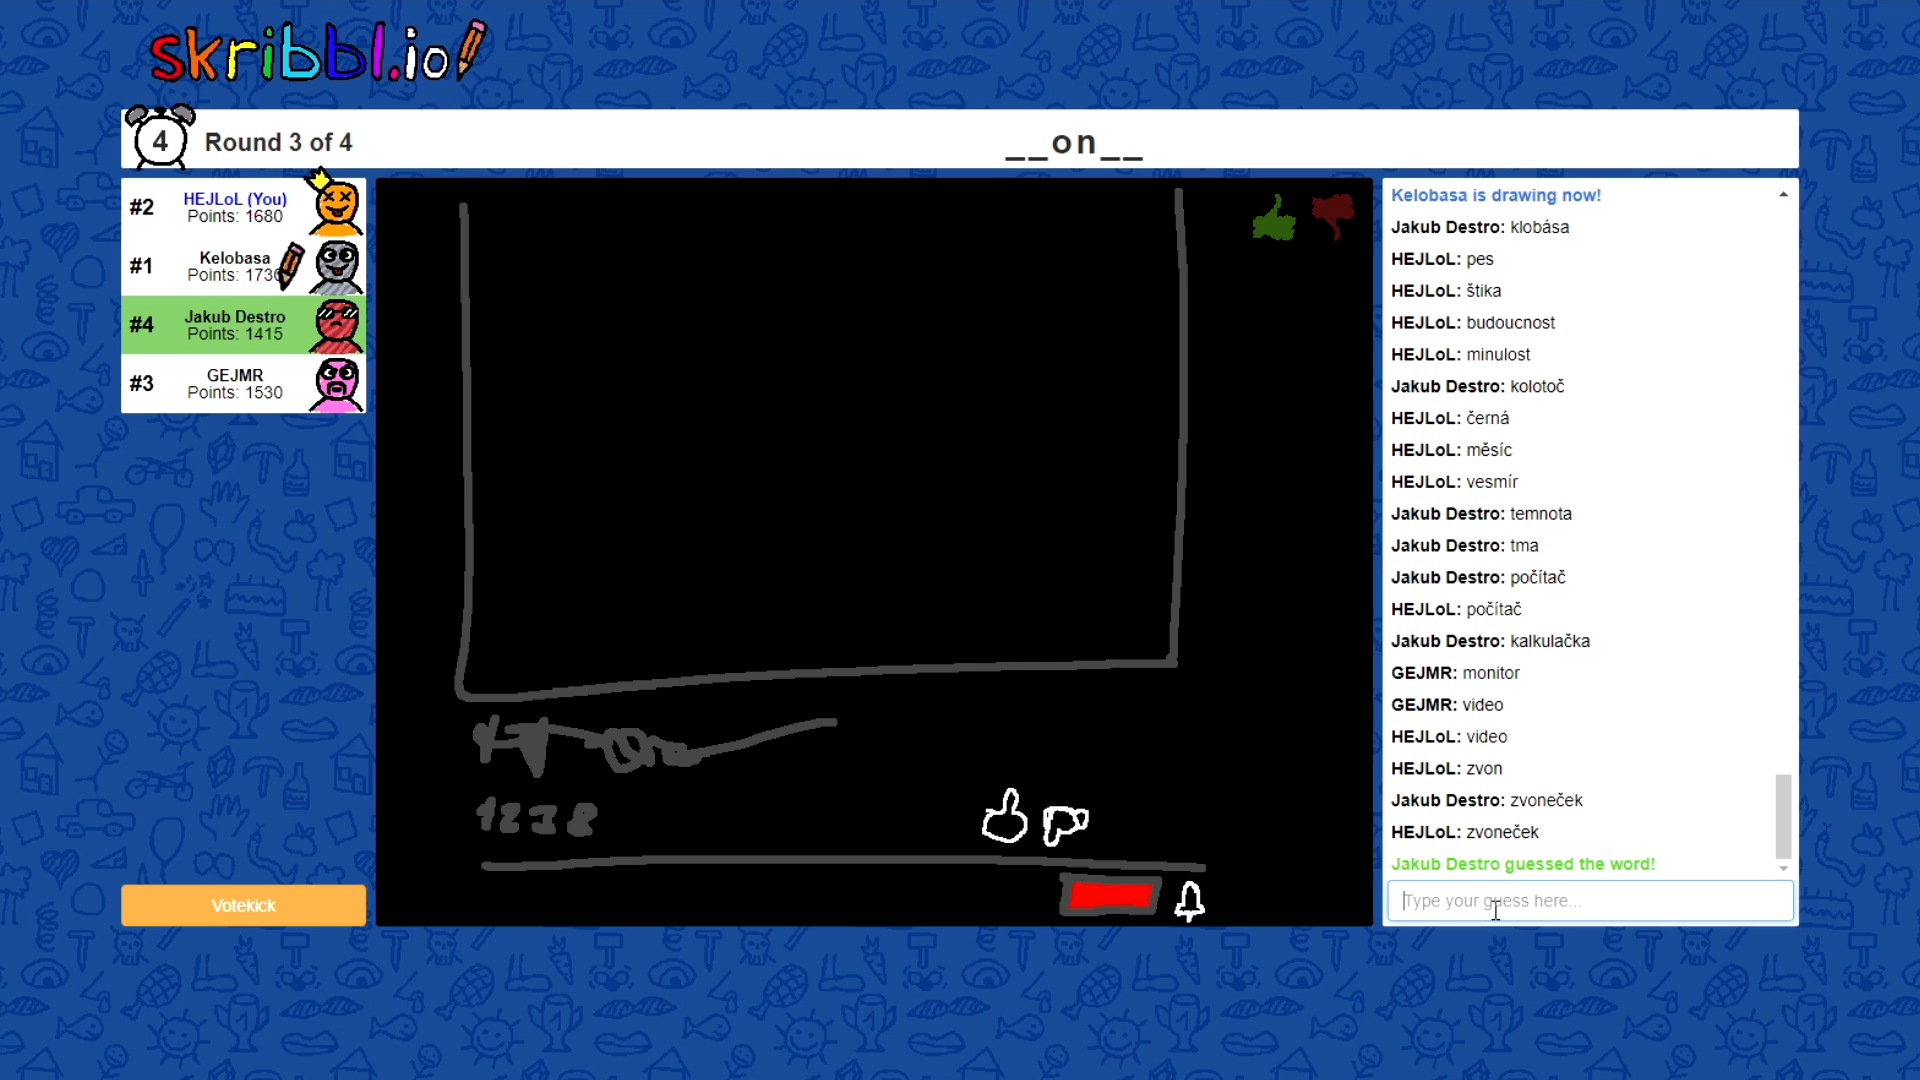 skribbl.io
4
Round 3 of 4
__on__
#2
HEJLoL (You)
Points: 1680
#1
Kelobasa
Points: 1730
#4
Jakub Destro
Points: 1415
#3
GEJMR
Points: 1530
Votekick
Kelobasa is drawing now!
Jakub Destro: klobása
HEJLoL: pes
HEJLoL: štika
HEJLoL: budoucnost
HEJLoL: minulost
Jakub Destro: kolotoč
HEJLoL: černá
HEJLoL: měsíc
HEJLoL: vesmír
Jakub Destro: temnota
Jakub Destro: tma
Jakub Destro: počítač
HEJLoL: počítač
Jakub Destro: kalkulačka
GEJMR: monitor
GEJMR: video
HEJLoL: video
HEJLoL: zvon
Jakub Destro: zvoneček
HEJLoL: zvoneček
Jakub Destro guessed the word!
Type your guess here...